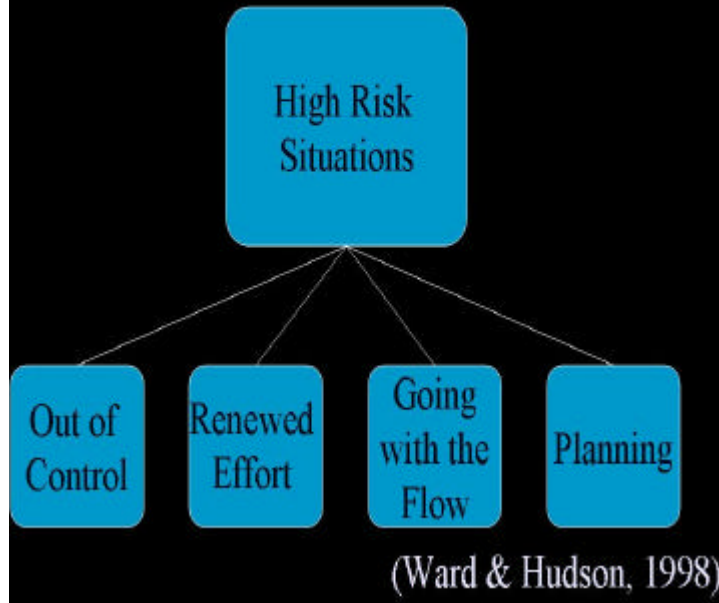 High Risk
Situations
Out of
Control
Renewed
Effort
Going
with the
Flow
Planning
(Ward & Hudson, 1998)